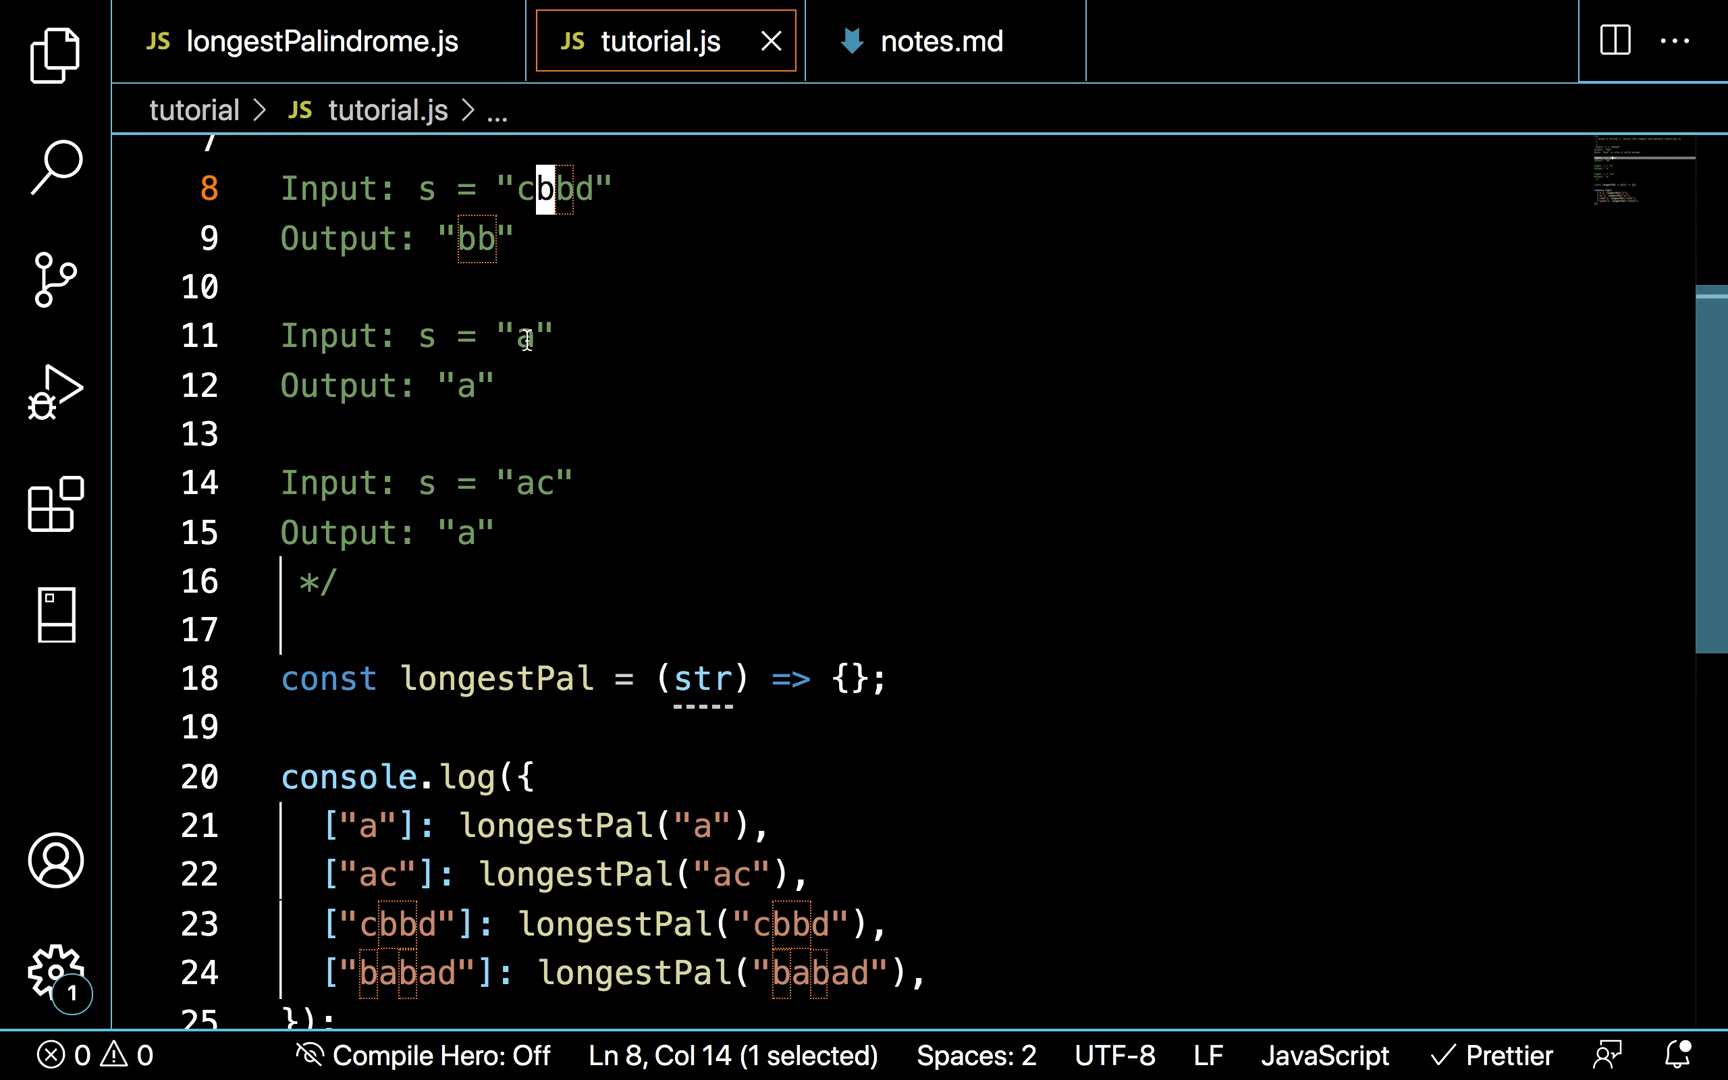 JS longestPalindrome.js
JS tutorial.js
notes.md
tutorial > JS tutorial.js > ...
7
8 Input: s = "cbbd"
9 Output: "bb"
10
11 Input: s = "a"
12 Output: "a"
13
14 Input: s = "ac"
15 Output: "a"
16 */
17
18 const longestPal = (str) => {};
19
20 console.log({
21 ["a"]: longestPal("a"),
22 ["ac"]: longestPal("ac"),
23 ["cbbd"]: longestPal("cbbd"),
24 ["babad"]: longestPal("babad"),
25 });
1
0 0 Compile Hero: Off Ln 8, Col 14 (1 selected) Spaces: 2 UTF-8 LF JavaScript Prettier